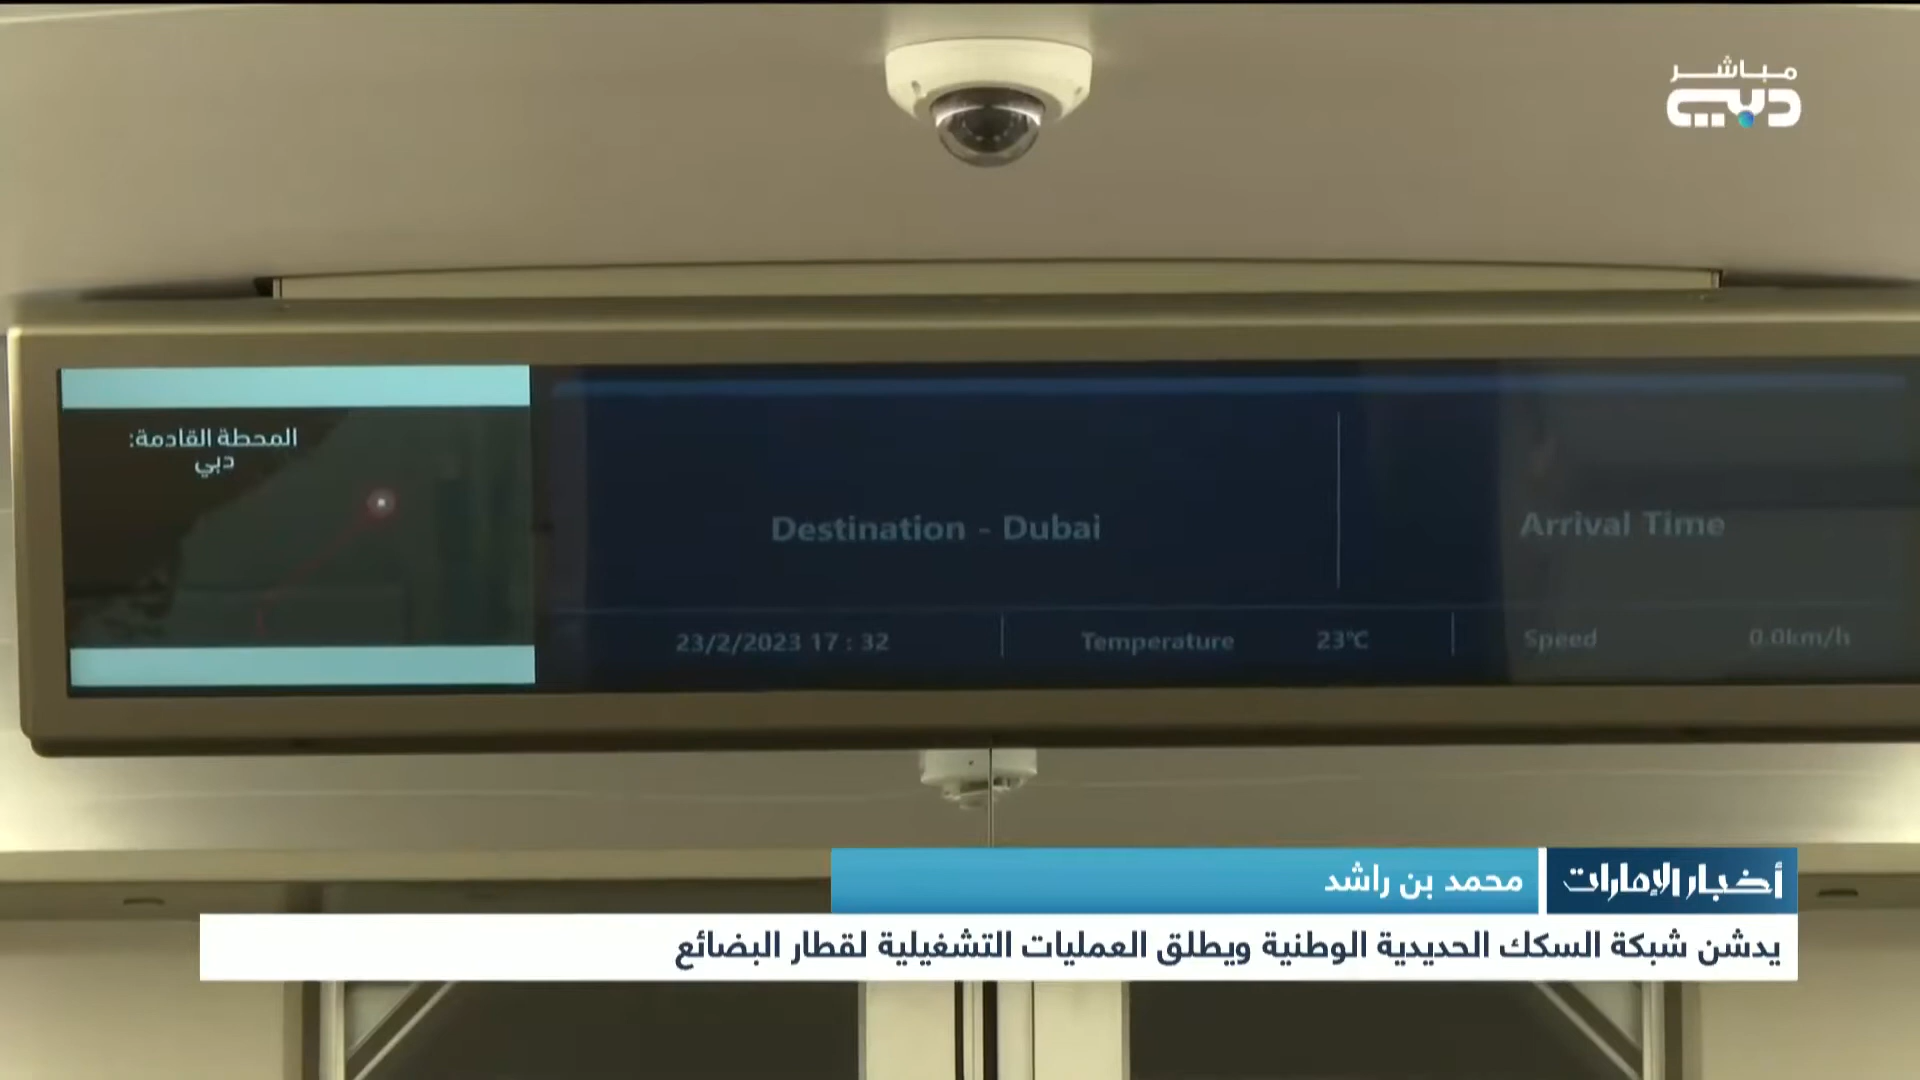 مباشر
دبي
المحطة القادمة:
دبي
Destination - Dubai
Arrival Time
23/2/2023 17 : 32
Temperature 23°C
Speed 0.0km/h
أخبار الإمارات
محمد بن راشد
يدشن شبكة السكك الحديدية الوطنية ويطلق العمليات التشغيلية لقطار البضائع